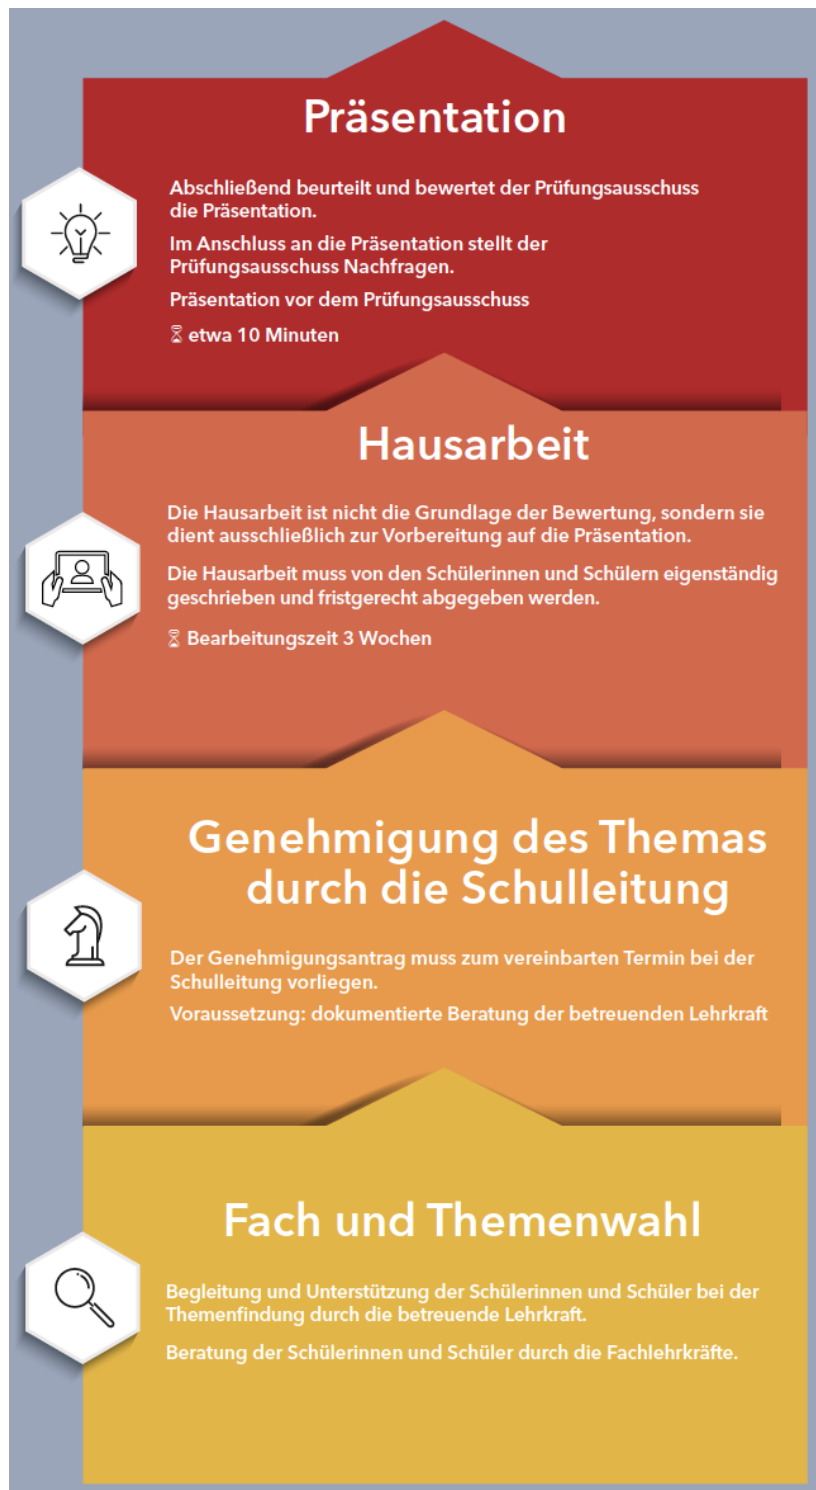 Präsentation
Abschließend beurteilt und bewertet der Prüfungsausschuss
die Präsentation.
Im Anschluss an die Präsentation stellt der
Prüfungsausschuss Nachfragen.
Präsentation vor dem Prüfungsausschuss
etwa 10 Minuten
Hausarbeit
Die Hausarbeit ist nicht die Grundlage der Bewertung, sondern sie
dient ausschließlich zur Vorbereitung auf die Präsentation.
Die Hausarbeit muss von den Schülerinnen und Schülern eigenständig
geschrieben und fristgerecht abgegeben werden.
Bearbeitungszeit 3 Wochen
Genehmigung des Themas
durch die Schulleitung
Der Genehmigungsantrag muss zum vereinbarten Termin bei der
Schulleitung vorliegen.
Voraussetzung: dokumentierte Beratung der betreuenden Lehrkraft
Fach und Themenwahl
Begleitung und Unterstützung der Schülerinnen und Schüler bei der
Themenfindung durch die betreuende Lehrkraft.
Beratung der Schülerinnen und Schüler durch die Fachlehrkräfte.